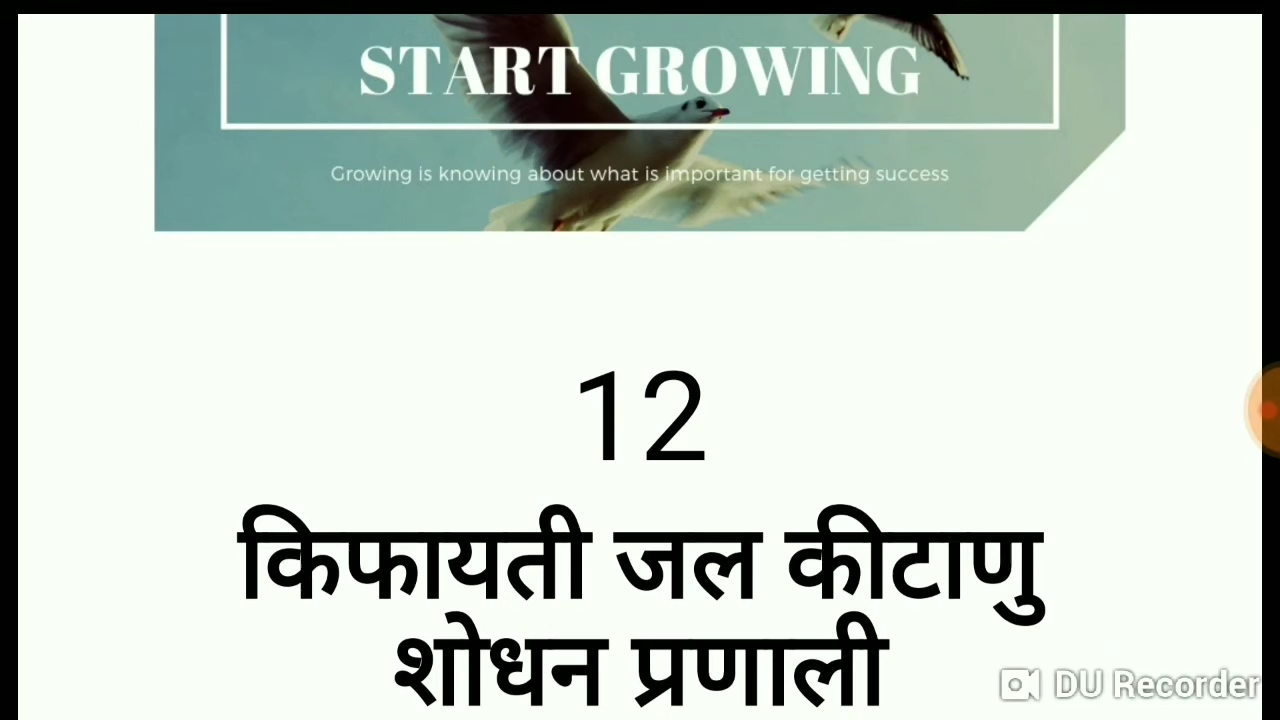 START GROWING
Growing is knowing about what is important for getting success
12
किफायती जल कीटाणु
शोधन प्रणाली
DU Recorder